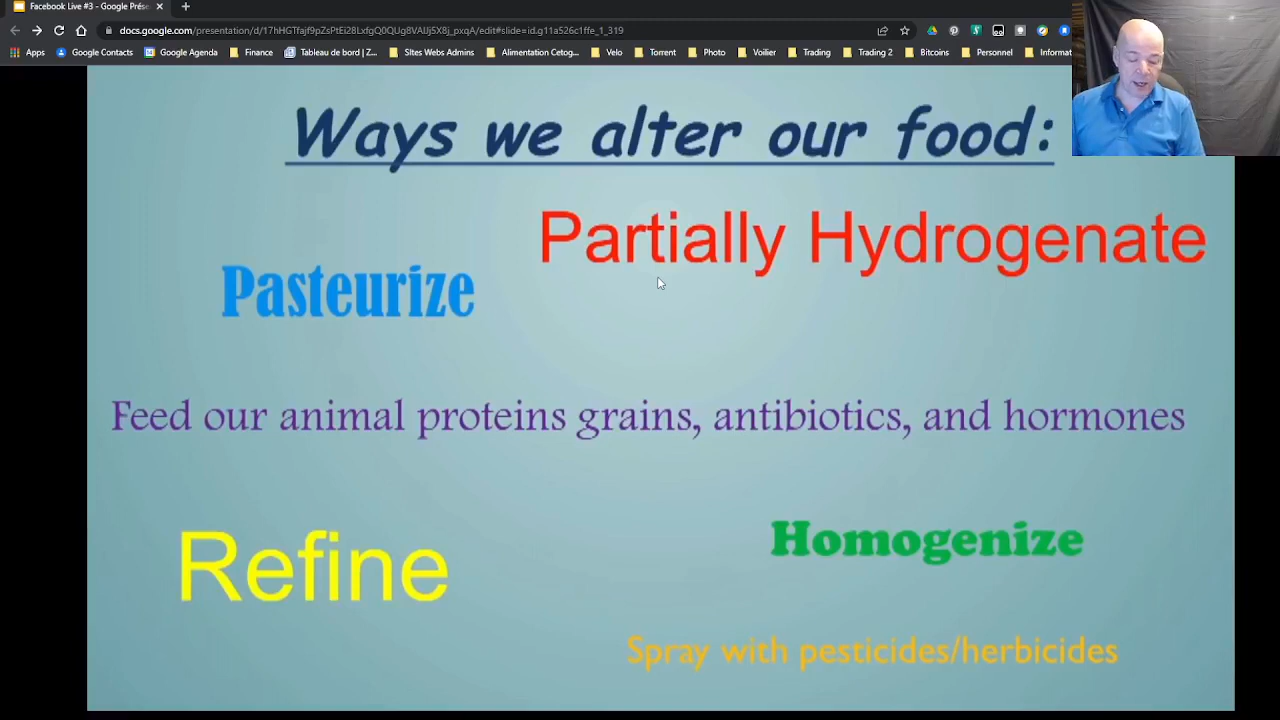 Facebook Live #3 - Google Prése
docs.google.com/presentation/d/17hHGTfajf9pZsPtEi28LxfgQ0QUg8VAUj5X8j_pxqA/edit#slide=id.g11a526c1ffe_1_319
Apps Google Contacts Google Agenda Finance Tableau de bord | Z... SItes Webs Admins Alimentation Cetog... Velo Torrent Photo Voilier Trading Trading 2 Bitcoins Personnel Informat
Ways we alter our food:
Partially Hydrogenate
Pasteurize
Feed our animal proteins grains, antibiotics, and hormones
Refine
Homogenize
Spray with pesticides/herbicides